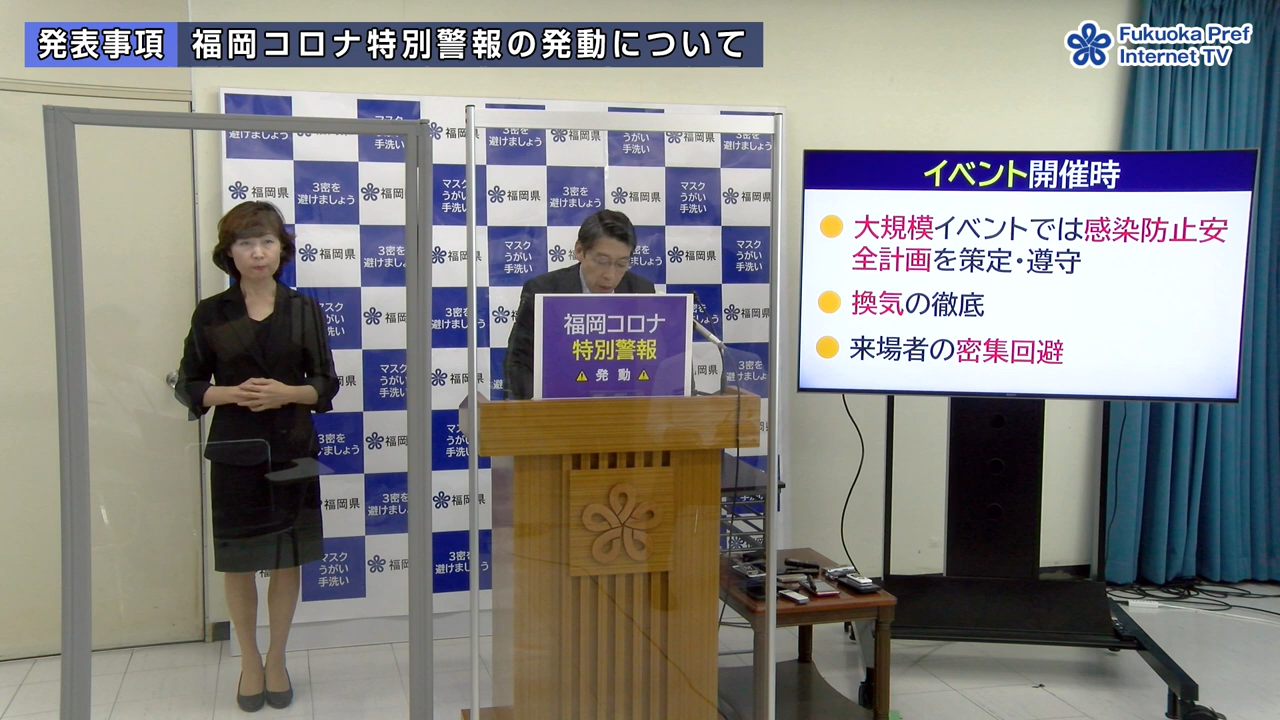 発表事項 福岡コロナ特別警報の発動について
Fukuoka Pref
Internet TV
イベント開催時
大規模イベントでは感染防止安
全計画を策定・遵守
換気の徹底
来場者の密集回避
福岡コロナ
特別警報
発動
福岡県
3密を
避けましょう
マスク
うがい
手洗い